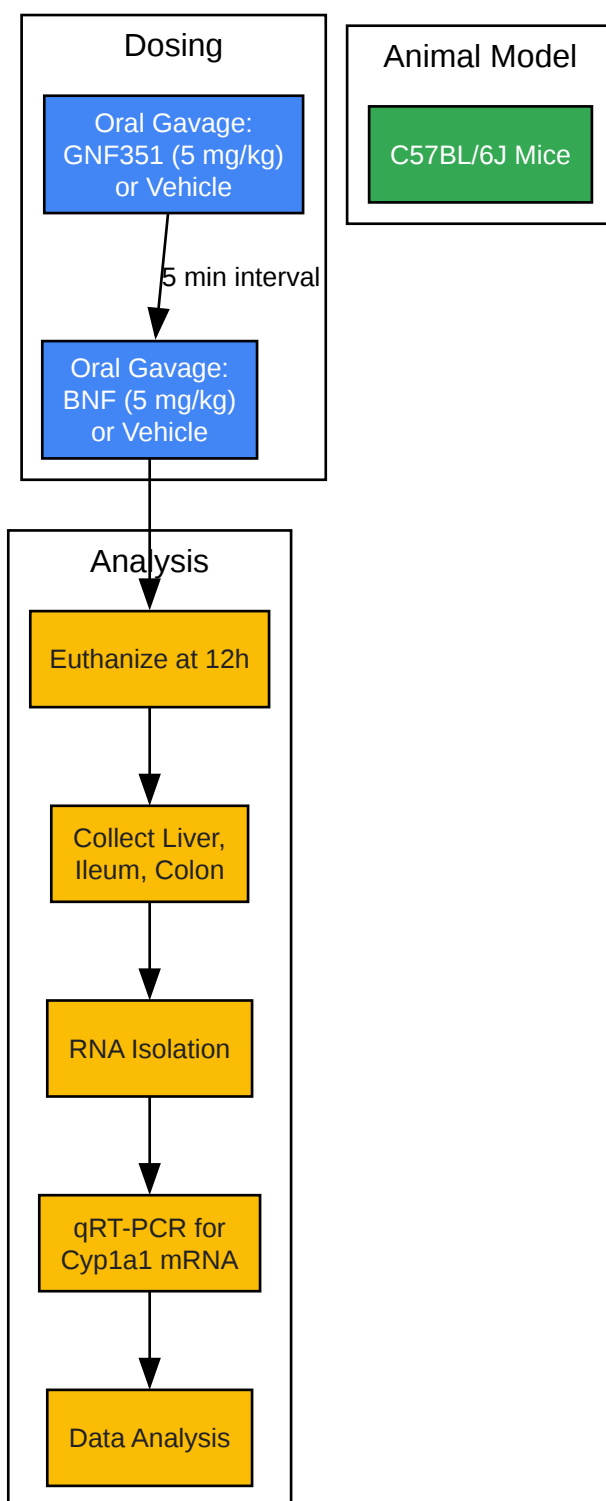 Dosing
Oral Gavage:
GNF351 (5 mg/kg)
or Vehicle
5 min interval
Oral Gavage:
BNF (5 mg/kg)
or Vehicle
Animal Model
C57BL/6J Mice
Analysis
Euthanize at 12h
Collect Liver,
Ileum, Colon
RNA Isolation
qRT-PCR for
Cyp1a1 mRNA
Data Analysis